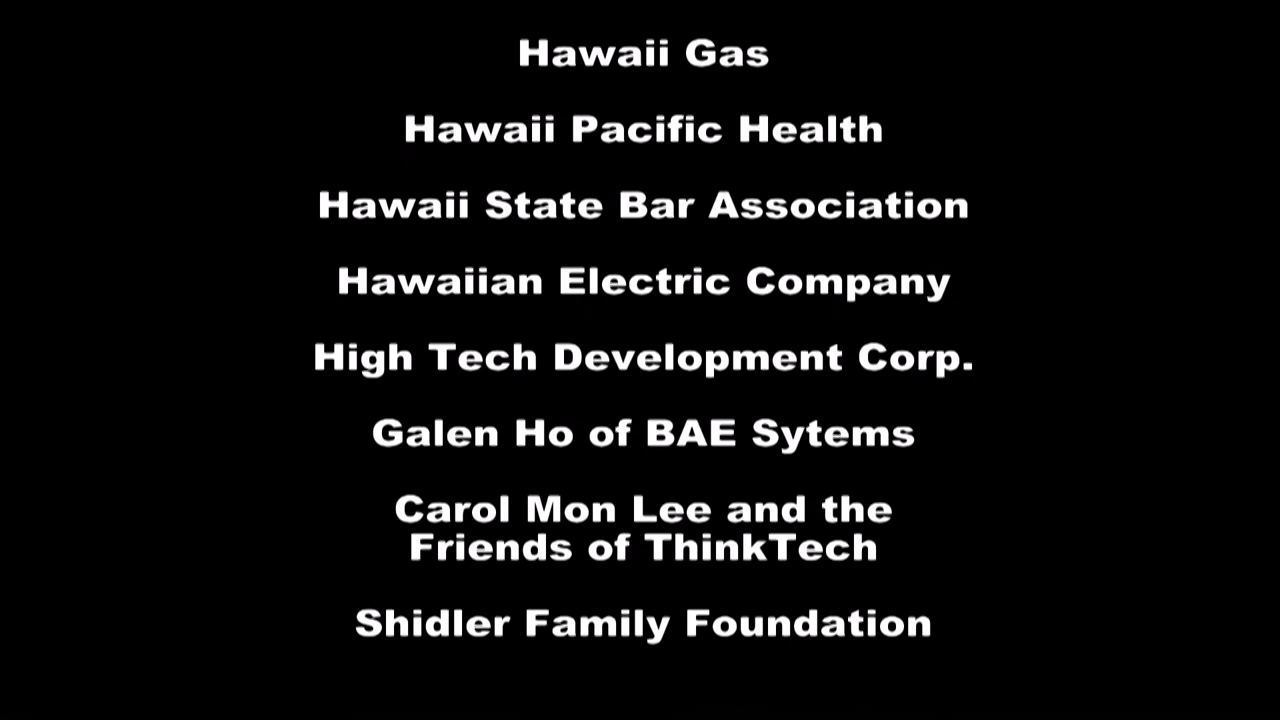 Hawaii Gas
Hawaii Pacific Health
Hawaii State Bar Association
Hawaiian Electric Company
High Tech Development Corp.
Galen Ho of BAE Sytems
Carol Mon Lee and the
Friends of ThinkTech
Shidler Family Foundation